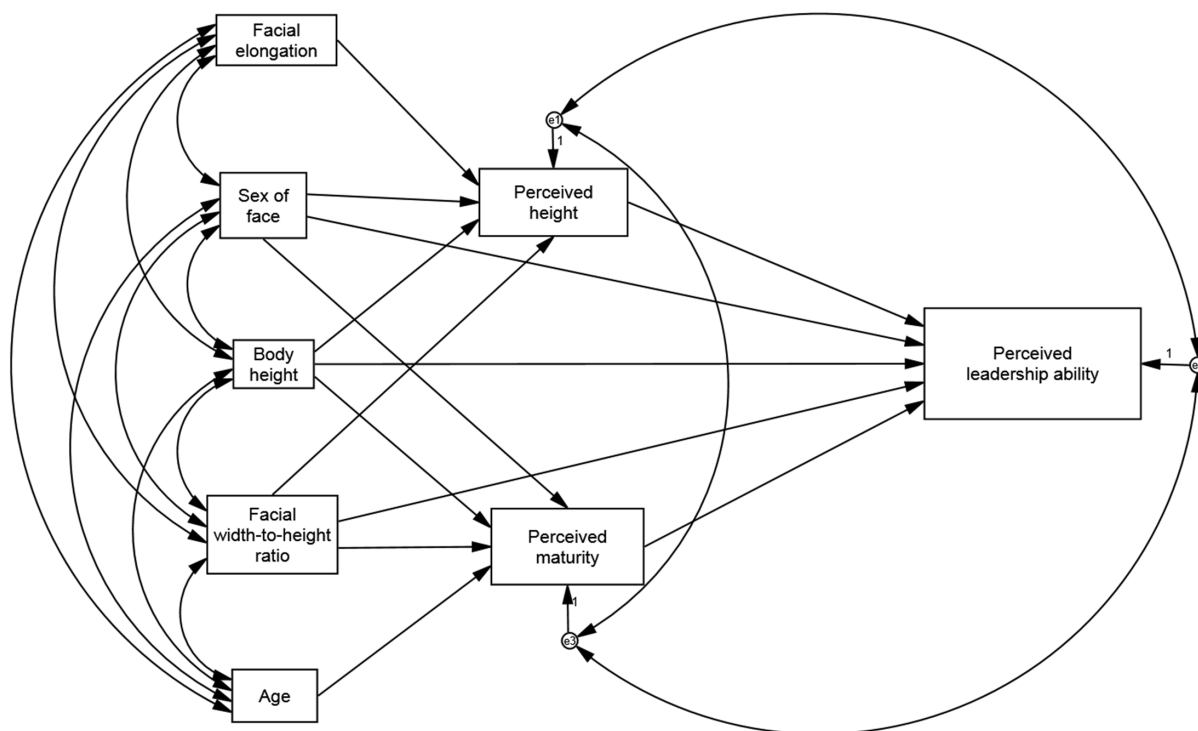 Facial
elongation
e1
1
Sex of
face
Perceived
height
Body
height
Perceived
leadership ability
1
Facial
width-to-height
ratio
Perceived
maturity
1
e3
Age